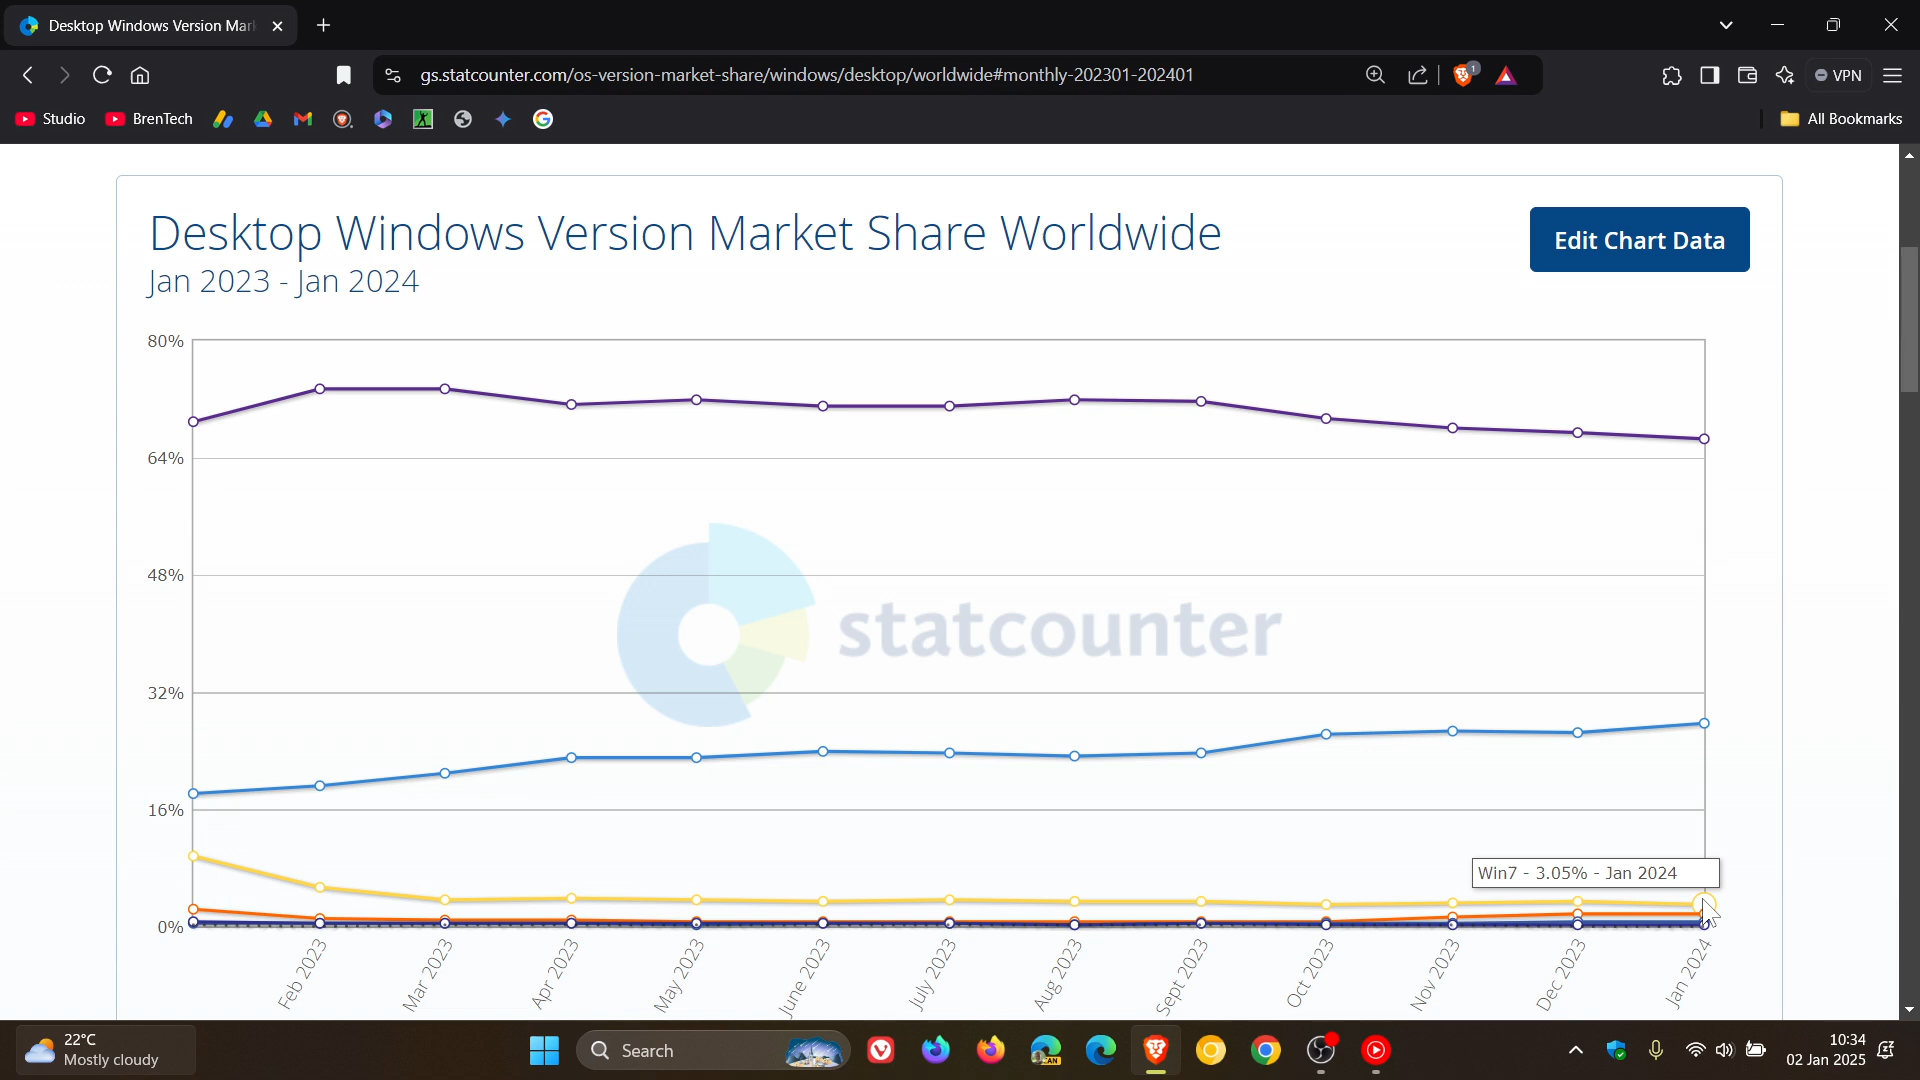 Desktop Windows Version Mar
gs.statcounter.com/os-version-market-share/windows/desktop/worldwide#monthly-202301-202401
1
VPN
Studio
BrenTech
All Bookmarks
Desktop Windows Version Market Share Worldwide
Jan 2023 - Jan 2024
Edit Chart Data
80%
64%
48%
statcounter
32%
16%
Win7 - 3.05% - Jan 2024
0%
Feb 2023
Mar 2023
Apr 2023
May 2023
June 2023
July 2023
Aug 2023
Sept 2023
Oct 2023
Nov 2023
Dec 2023
Jan 2024
22°C
Mostly cloudy
Search
CAN
10:34
02 Jan 2025